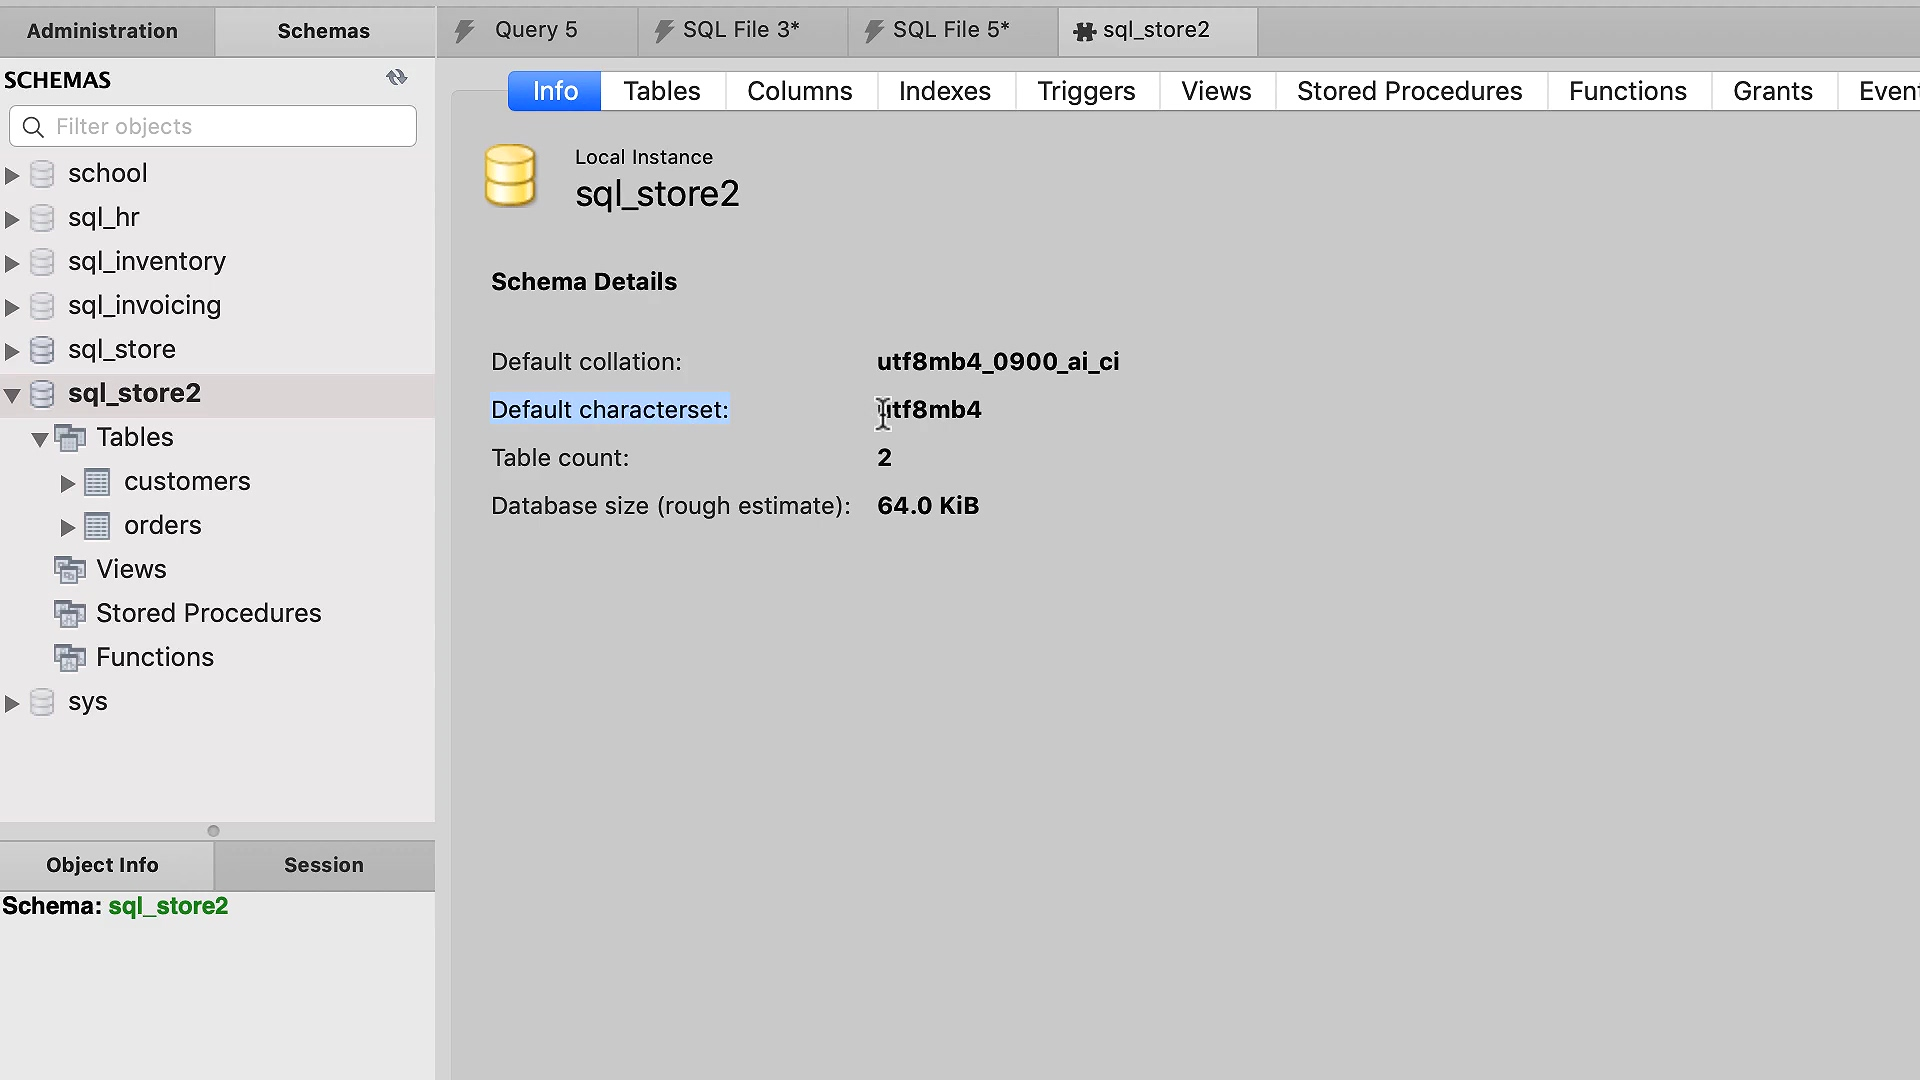 Administration
Schemas
Query 5
SQL File 3*
SQL File 5*
sql_store2
SCHEMAS
Filter objects
school
sql_hr
sql_inventory
sql_invoicing
sql_store
sql_store2
Tables
customers
orders
Views
Stored Procedures
Functions
sys
Object Info
Session
Schema: sql_store2
Info
Tables
Columns
Indexes
Triggers
Views
Stored Procedures
Functions
Grants
Event
Local Instance
sql_store2
Schema Details
Default collation: utf8mb4_0900_ai_ci
Default characterset: utf8mb4
Table count: 2
Database size (rough estimate): 64.0 KiB